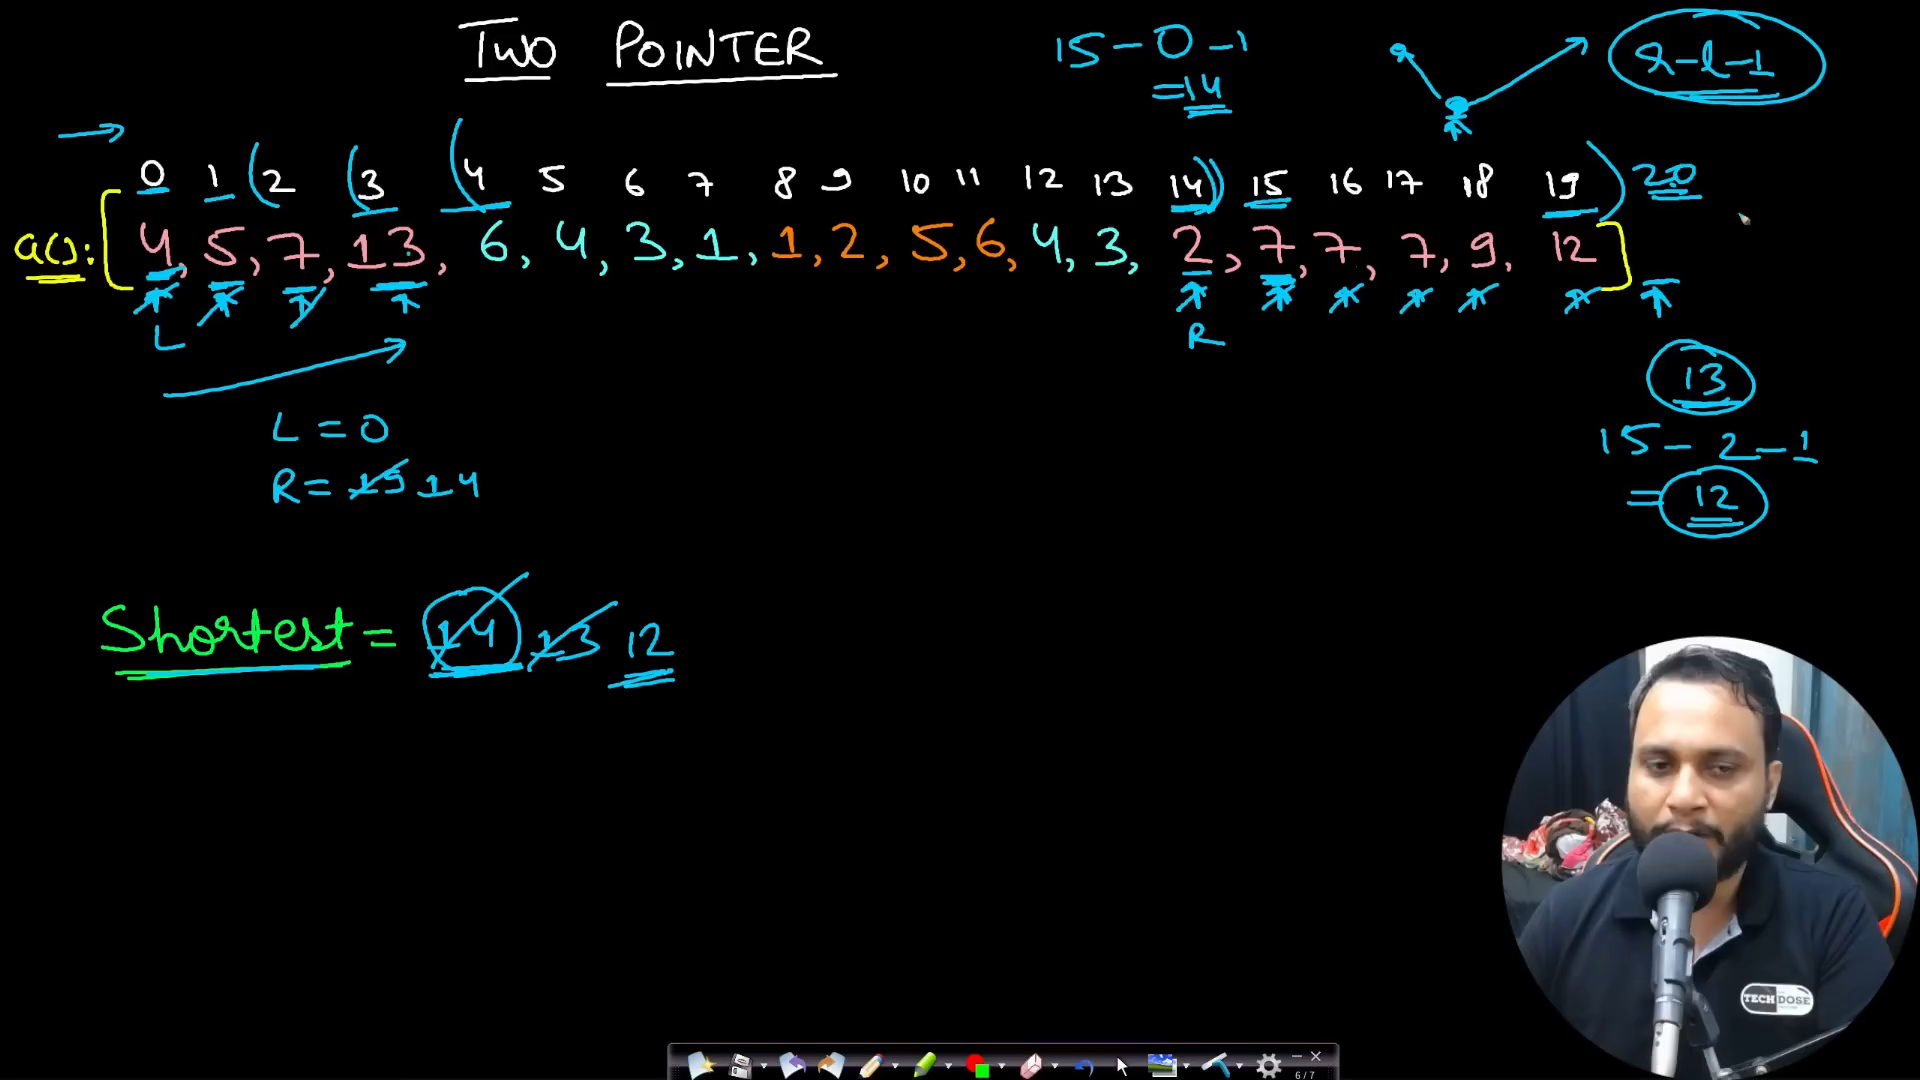 TWO POINTER
15-0-1
=14
r-l-1
0 1 (2 (3 (4 5 6 7 8 9 10 11 12 13 14)) 15 16 17 18 19) 20
a():[4, 5, 7, 13, 6, 4, 3, 1, 1, 2, 5, 6, 4, 3, 2, 7, 7, 7, 9, 12]
L R
L = 0
R = 19 14
13
15-2-1
=12
Shortest = 14 13 12
TECH DOSE
6/7